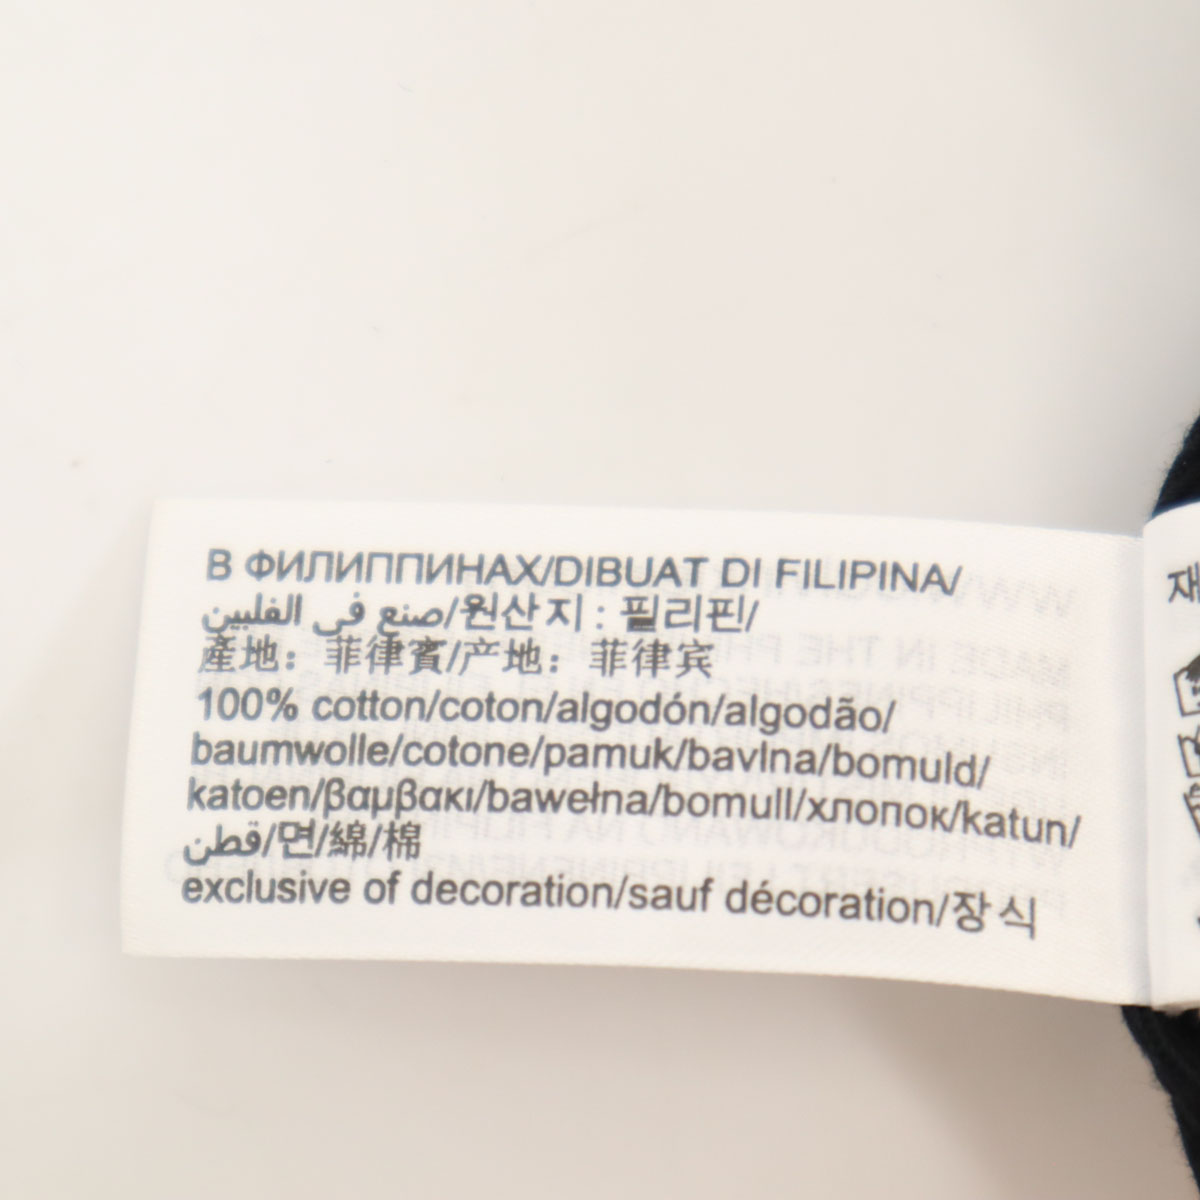 В ФИЛИППИНАХ/DIBUAT DI FILIPINA/
صنع في الفلبين/원산지 : 필리핀/
產地：菲律賓/产地：菲律宾
100% cotton/coton/algodón/algodão/
baumwolle/cotone/pamuk/bavlna/bomuld/
katoen/βαμβακι/bawełna/bomull/хлопок/katun/
قطن/면/綿/棉
exclusive of decoration/sauf décoration/장식
재